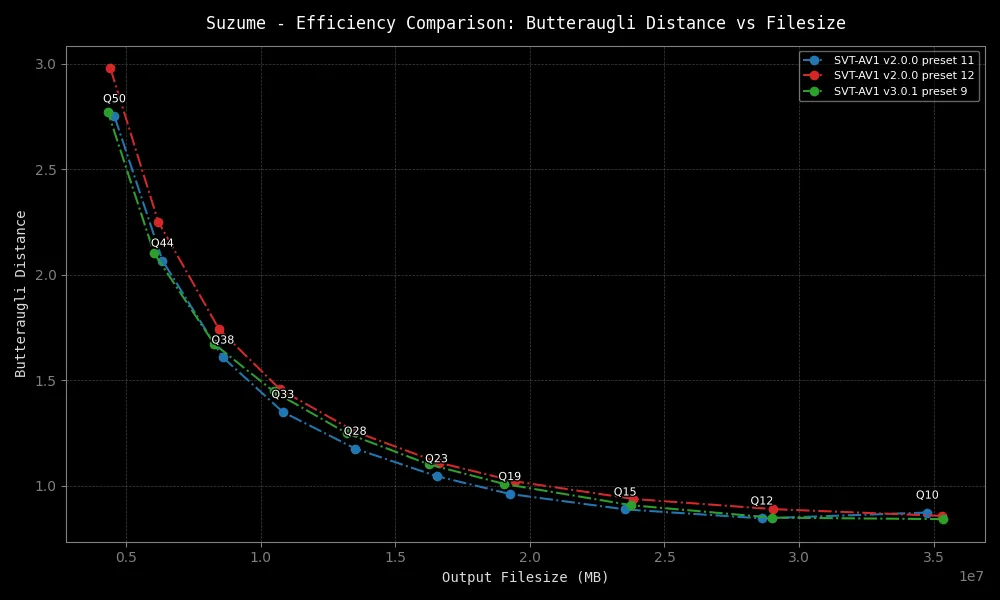 Suzume - Efficiency Comparison: Butteraugli Distance vs Filesize
SVT-AV1 v2.0.0 preset 11
SVT-AV1 v2.0.0 preset 12
SVT-AV1 v3.0.1 preset 9
3.0
2.5
2.0
1.5
1.0
Butteraugli Distance
Q50
Q44
Q38
Q33
Q28
Q23
Q19
Q15
Q12
Q10
0.5
1.0
1.5
2.0
2.5
3.0
3.5
1e7
Output Filesize (MB)